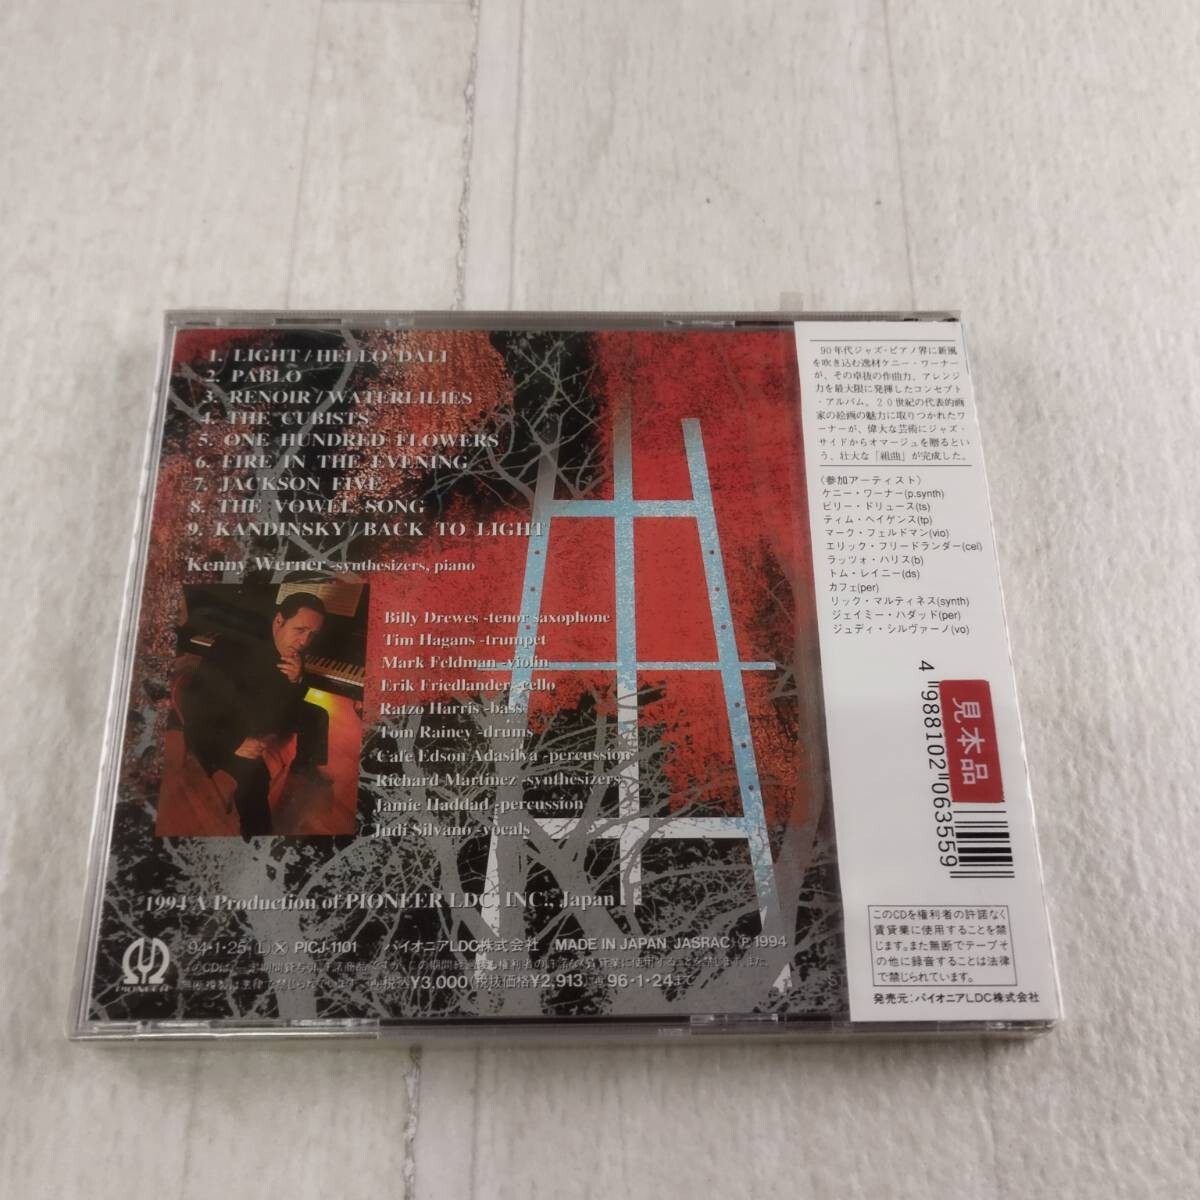 1. LIGHT/HELLO DALI
2. PABLO
3. RENOIR/WATERLILIES
4. THE CUBISTS
5. ONE HUNDRED FLOWERS
6. FIRE IN THE EVENING
7. JACKSON FIVE
8. THE VOWEL SONG
9. KANDINSKY/BACK TO LIGHT
Kenny Werner -synthesizers, piano
Billy Drewes -tenor saxophone
Tim Hagans -trumpet
Mark Feldman -violin
Erik Friedlander -cello
Ratzo Harris -bass
Tom Rainey -drums
Cafe Edson Adasilva -percussion
Richard Martinez -synthesizers
Jamie Haddad -percussion
Judi Silvano -vocals
1994 A Production of PIONEER LDC, INC., Japan
PIONEER
94・1・25 (L) X PICJ-1101 パイオニアLDC株式会社 MADE IN JAPAN JASRAC Ⓟ1994
¥3,000(税抜価格¥2,913) 96・1・24まで
90年代ジャズ・ピアノ界に新風
を吹き込む逸材ケニー・ワーナー
が、その卓抜の作曲力、アレンジ
力を最大限に発揮したコンセプト
・アルバム。20世紀の代表的画
家の絵画の魅力に取りつかれたワ
ーナーが、偉大な芸術にジャズ・
サイドからオマージュを贈るとい
う、壮大な「組曲」が完成した。
〈参加アーティスト〉
ケニー・ワーナー(p.synth)
ビリー・ドリュース(ts)
ティム・ヘイゲンス(tp)
マーク・フェルドマン(vio)
エリック・フリードランダー(cel)
ラッツォ・ハリス(b)
トム・レイニー(ds)
カフェ(per)
リック・マルティネス(synth)
ジェイミー・ハダッド(per)
ジュディ・シルヴァーノ(vo)
見本品
4 988102 063559
このCDを権利者の許諾なく
賃貸業に使用することを禁
じます。また無断でテープそ
の他に録音することは法律
で禁じられています。
発売元:パイオニアLDC株式会社